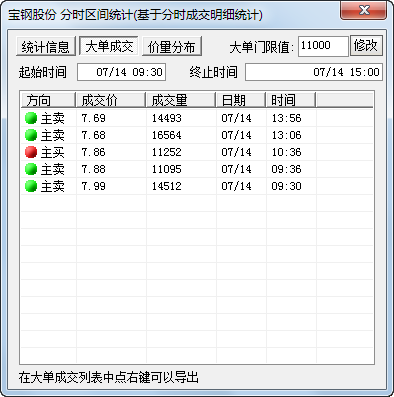 宝钢股份 分时区间统计(基于分时成交明细统计)
统计信息 大单成交 价量分布 大单门限值: 11000 修改
起始时间 07/14 09:30 终止时间 07/14 15:00
方向 成交价 成交量 日期 时间
主卖 7.69 14493 07/14 13:56
主卖 7.68 16564 07/14 13:06
主买 7.86 11252 07/14 10:36
主卖 7.88 11095 07/14 09:36
主卖 7.99 14512 07/14 09:30
在大单成交列表中点右键可以导出